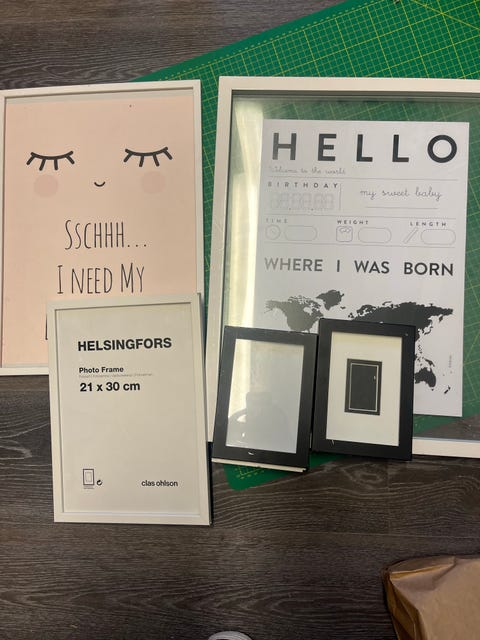 SSCHHH...
I NEED MY
HELLO
Welcome to the world
BIRTHDAY
my sweet baby
TIME
WEIGHT
LENGTH
WHERE I WAS BORN
HELSINGFORS
Photo Frame
21 x 30 cm
clas ohlson